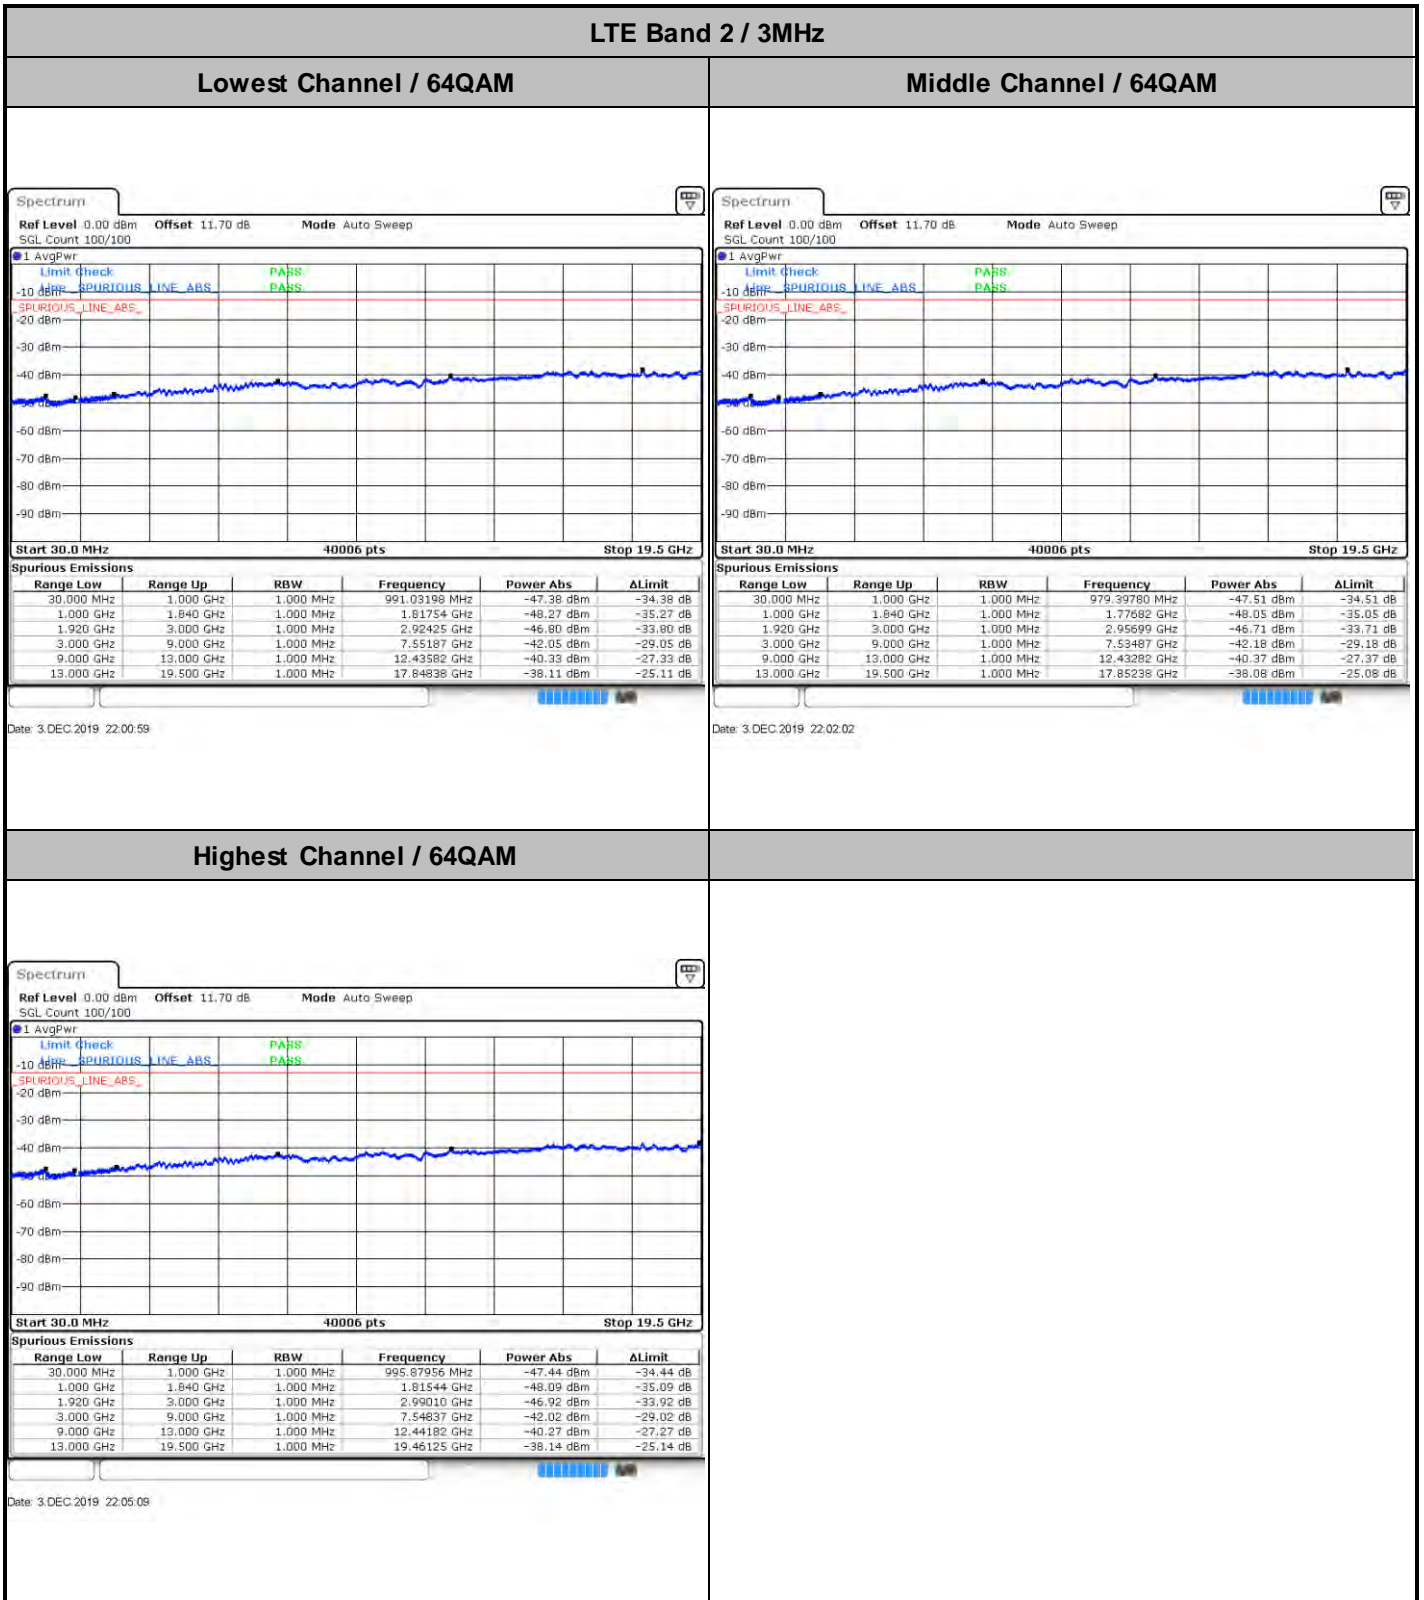 LTE Band 2 / 3MHz
Lowest Channel / 64QAM
Middle Channel / 64QAM
Spectrum
Ref Level 0.00 dBm Offset 11.70 dB Mode Auto Sweep
SGL Count 100/100
1 AvgPwr
Limit Check PASS
Line _SPURIOUS_LINE_ABS_ PASS
-10 dBm
_SPURIOUS_LINE_ABS_
-20 dBm
-30 dBm
-40 dBm
-60 dBm
-70 dBm
-80 dBm
-90 dBm
Start 30.0 MHz 40006 pts Stop 19.5 GHz
Spurious Emissions
Range Low Range Up RBW Frequency Power Abs ΔLimit
30.000 MHz 1.000 GHz 1.000 MHz 991.03198 MHz -47.38 dBm -34.38 dB
1.000 GHz 1.840 GHz 1.000 MHz 1.81754 GHz -48.27 dBm -35.27 dB
1.920 GHz 3.000 GHz 1.000 MHz 2.92425 GHz -46.80 dBm -33.80 dB
3.000 GHz 9.000 GHz 1.000 MHz 7.55187 GHz -42.05 dBm -29.05 dB
9.000 GHz 13.000 GHz 1.000 MHz 12.43582 GHz -40.33 dBm -27.33 dB
13.000 GHz 19.500 GHz 1.000 MHz 17.84838 GHz -38.11 dBm -25.11 dB
Date: 3.DEC.2019 22:00:59
Spectrum
Ref Level 0.00 dBm Offset 11.70 dB Mode Auto Sweep
SGL Count 100/100
1 AvgPwr
Limit Check PASS
Line _SPURIOUS_LINE_ABS_ PASS
-10 dBm
_SPURIOUS_LINE_ABS_
-20 dBm
-30 dBm
-40 dBm
-60 dBm
-70 dBm
-80 dBm
-90 dBm
Start 30.0 MHz 40006 pts Stop 19.5 GHz
Spurious Emissions
Range Low Range Up RBW Frequency Power Abs ΔLimit
30.000 MHz 1.000 GHz 1.000 MHz 979.39780 MHz -47.51 dBm -34.51 dB
1.000 GHz 1.840 GHz 1.000 MHz 1.77682 GHz -48.05 dBm -35.05 dB
1.920 GHz 3.000 GHz 1.000 MHz 2.95699 GHz -46.71 dBm -33.71 dB
3.000 GHz 9.000 GHz 1.000 MHz 7.53487 GHz -42.18 dBm -29.18 dB
9.000 GHz 13.000 GHz 1.000 MHz 12.43282 GHz -40.37 dBm -27.37 dB
13.000 GHz 19.500 GHz 1.000 MHz 17.85238 GHz -38.08 dBm -25.08 dB
Date: 3.DEC.2019 22:02:02
Highest Channel / 64QAM
Spectrum
Ref Level 0.00 dBm Offset 11.70 dB Mode Auto Sweep
SGL Count 100/100
1 AvgPwr
Limit Check PASS
Line _SPURIOUS_LINE_ABS_ PASS
-10 dBm
_SPURIOUS_LINE_ABS_
-20 dBm
-30 dBm
-40 dBm
-60 dBm
-70 dBm
-80 dBm
-90 dBm
Start 30.0 MHz 40006 pts Stop 19.5 GHz
Spurious Emissions
Range Low Range Up RBW Frequency Power Abs ΔLimit
30.000 MHz 1.000 GHz 1.000 MHz 995.87956 MHz -47.44 dBm -34.44 dB
1.000 GHz 1.840 GHz 1.000 MHz 1.81544 GHz -48.09 dBm -35.09 dB
1.920 GHz 3.000 GHz 1.000 MHz 2.99010 GHz -46.92 dBm -33.92 dB
3.000 GHz 9.000 GHz 1.000 MHz 7.54837 GHz -42.02 dBm -29.02 dB
9.000 GHz 13.000 GHz 1.000 MHz 12.44182 GHz -40.27 dBm -27.27 dB
13.000 GHz 19.500 GHz 1.000 MHz 19.46125 GHz -38.14 dBm -25.14 dB
Date: 3.DEC.2019 22:05:09